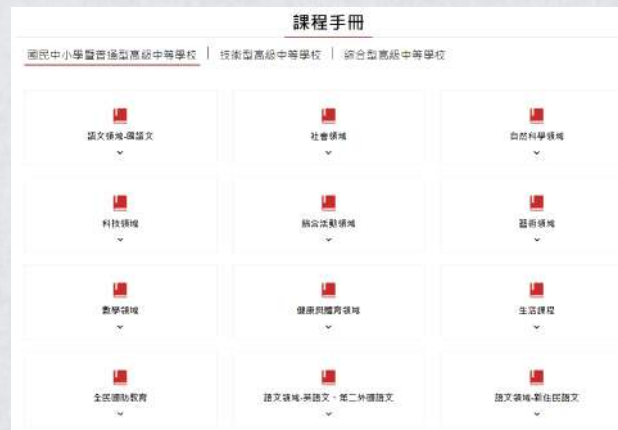 課程手冊
國民中小學暨普通型高級中等學校 | 技術型高級中等學校 | 綜合型高級中等學校
語文領域-國語文
社會領域
自然科學領域
科技領域
綜合活動領域
藝術領域
數學領域
健康與體育領域
生活課程
全民國防教育
語文領域-英語文、第二外國語文
語文領域-新住民語文